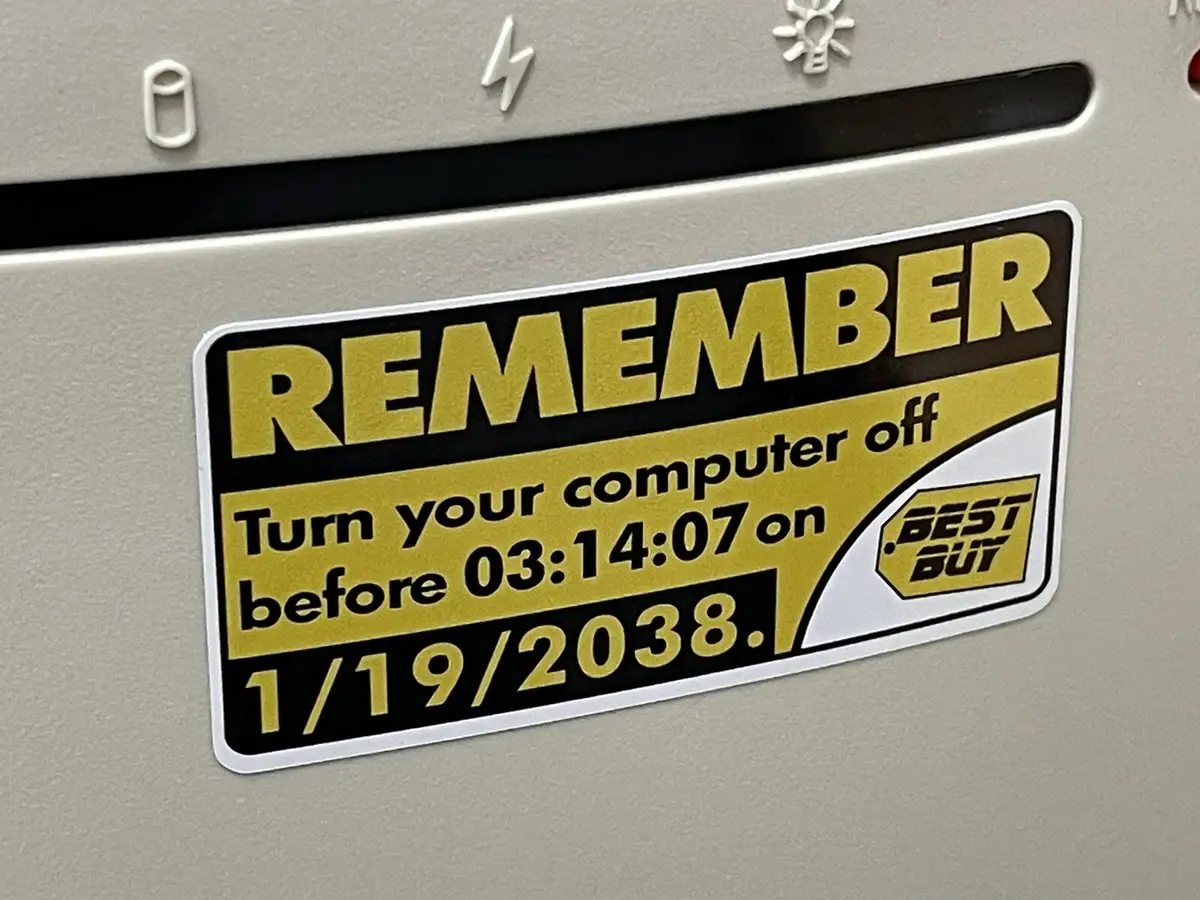 REMEMBER
Turn your computer off
before 03:14:07 on
1/19/2038.
BEST
BUY